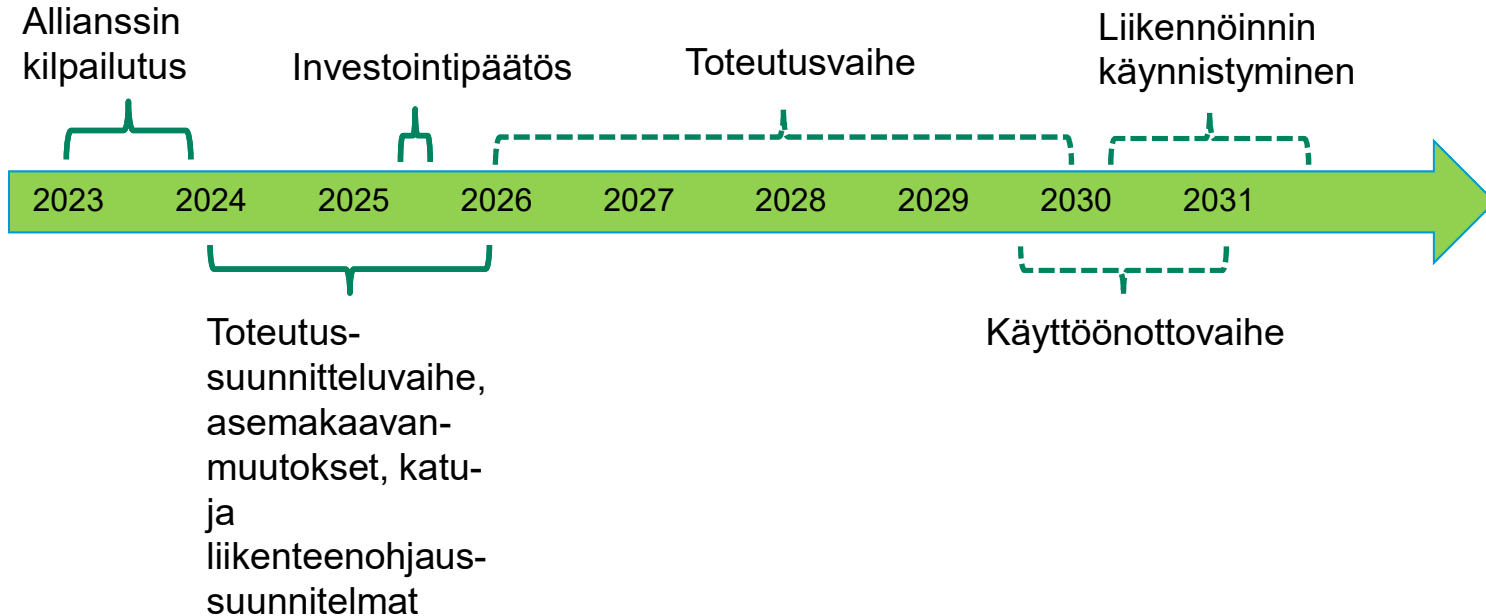 Allianssin
kilpailutus
Investointipäätös
Toteutusvaihe
Liikennöinnin
käynnistyminen
2023 2024 2025 2026 2027 2028 2029 2030 2031
Toteutus-
suunnitteluvaihe,
asemakaavan-
muutokset, katu-
ja
liikenteenohjaus-
suunnitelmat
Käyttöönottovaihe